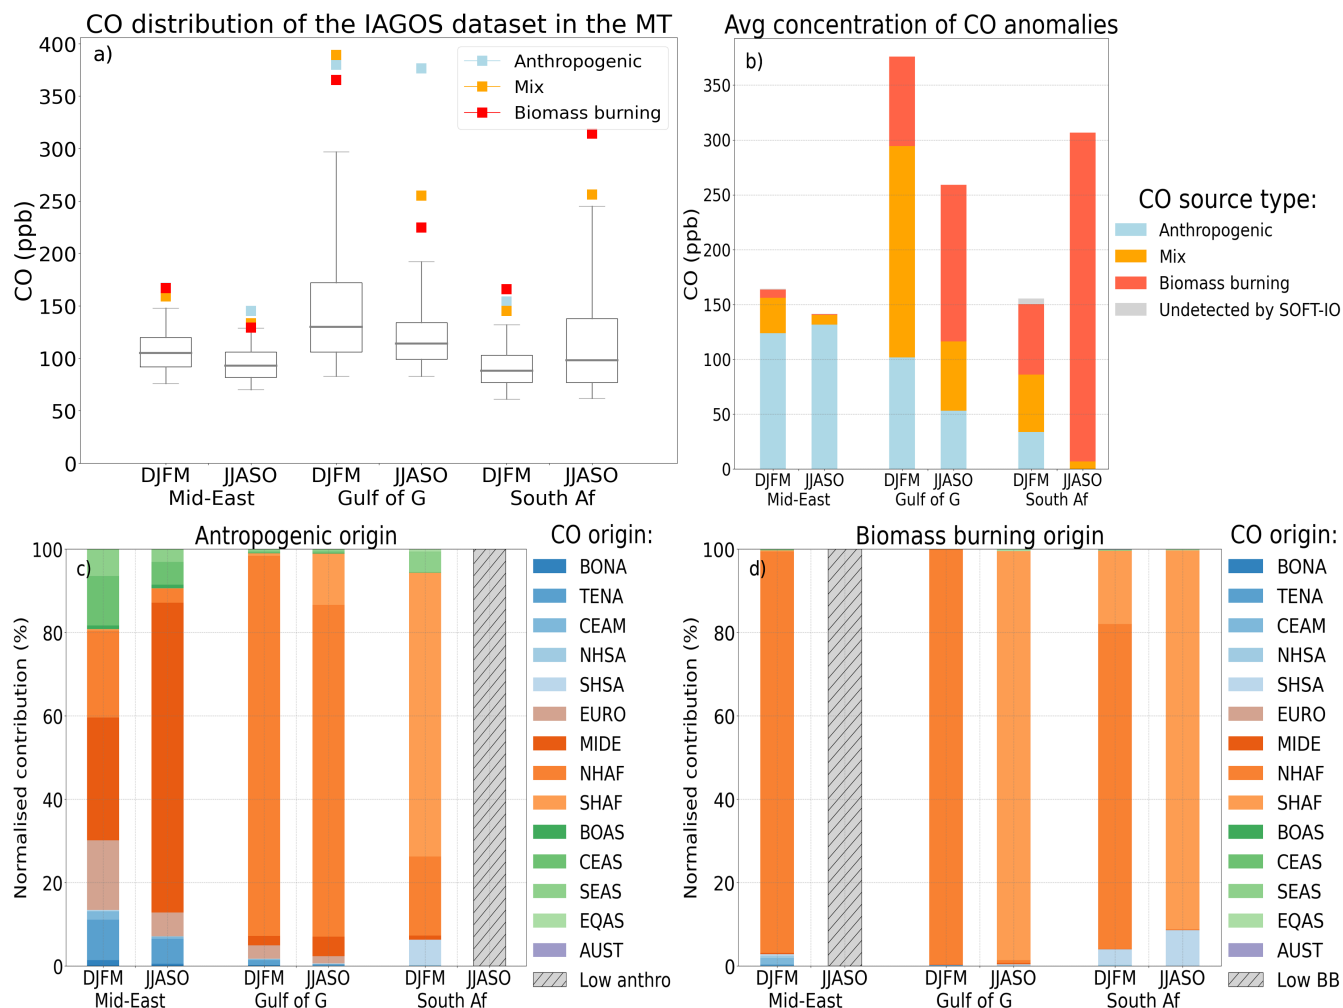 CO distribution of the IAGOS dataset in the MT
a)
Anthropogenic
Mix
Biomass burning
CO (ppb)
400
350
300
250
200
150
100
50
0
DJFM JJASO DJFM JJASO DJFM JJASO
Mid-East Gulf of G South Af
Avg concentration of CO anomalies
b)
CO (ppb)
350
300
250
200
150
100
50
0
DJFM JJASO DJFM JJASO DJFM JJASO
Mid-East Gulf of G South Af
CO source type:
Anthropogenic
Mix
Biomass burning
Undetected by SOFT-IO
Antropogenic origin
c)
Normalised contribution (%)
100
80
60
40
20
0
DJFM JJASO DJFM JJASO DJFM JJASO
Mid-East Gulf of G South Af
CO origin:
BONA
TENA
CEAM
NHSA
SHSA
EURO
MIDE
NHAF
SHAF
BOAS
CEAS
SEAS
EQAS
AUST
Low anthro
Biomass burning origin
d)
Normalised contribution (%)
100
80
60
40
20
0
DJFM JJASO DJFM JJASO DJFM JJASO
Mid-East Gulf of G South Af
CO origin:
BONA
TENA
CEAM
NHSA
SHSA
EURO
MIDE
NHAF
SHAF
BOAS
CEAS
SEAS
EQAS
AUST
Low BB